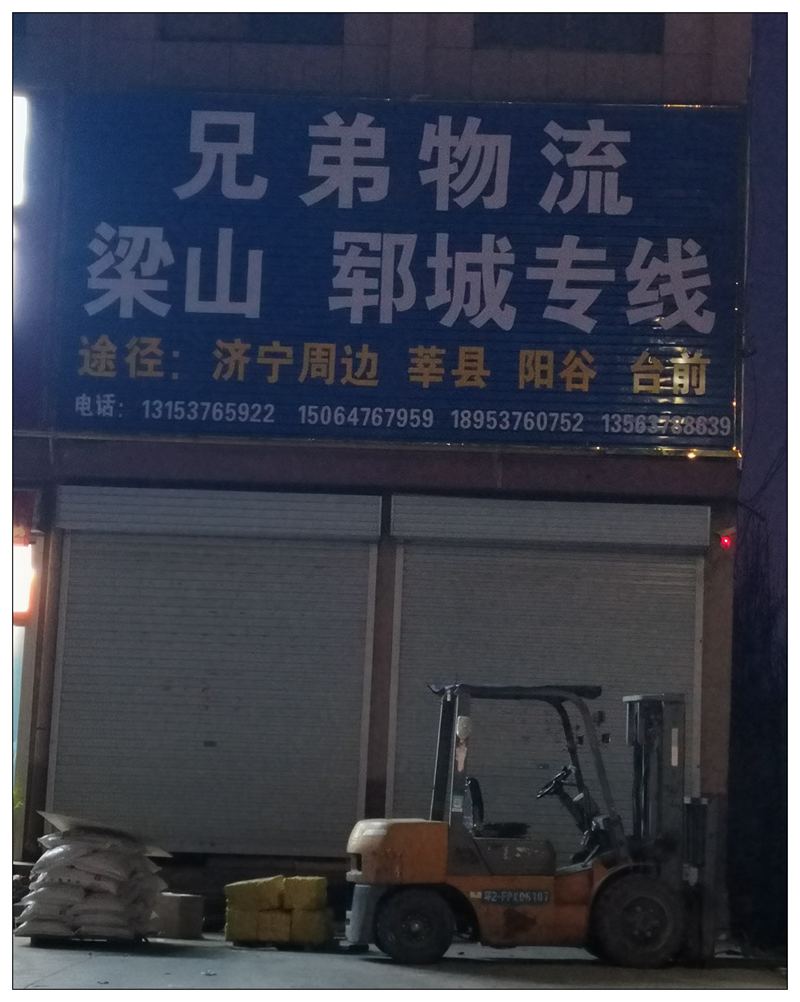 兄弟物流
梁山 郓城专线
途径：济宁周边 莘县 阳谷 台前
电话：13153765922 15064767959 18953760752 13563788639